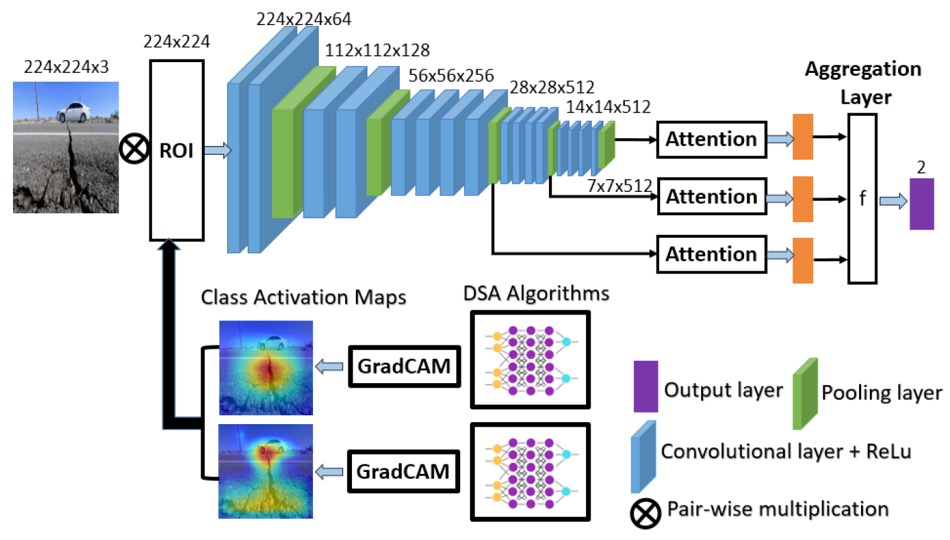 224x224x3
224x224
ROI
224x224x64
112x112x128
56x56x256
28x28x512
14x14x512
7x7x512
Attention
Attention
Attention
Aggregation
Layer
f
2
Class Activation Maps
DSA Algorithms
GradCAM
GradCAM
Output layer
Pooling layer
Convolutional layer + ReLu
Pair-wise multiplication